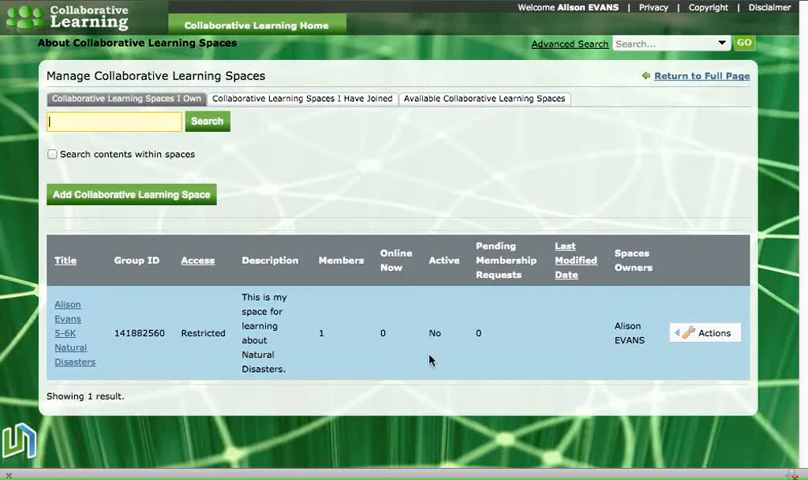 Collaborative
Learning
Collaborative Learning Home
Welcome Alison EVANS | Privacy | Copyright | Disclaimer
About Collaborative Learning Spaces
Advanced Search
Search...
GO
Manage Collaborative Learning Spaces
Return to Full Page
Collaborative Learning Spaces I Own
Collaborative Learning Spaces I Have Joined
Available Collaborative Learning Spaces
Search
Search contents within spaces
Add Collaborative Learning Space
Title
Group ID
Access
Description
Members
Online
Now
Active
Pending
Membership
Requests
Last
Modified
Date
Spaces
Owners
Alison
Evans
5-6K
Natural
Disasters
141882560
Restricted
This is my
space for
learning
about
Natural
Disasters.
1
0
No
0
Alison
EVANS
Actions
Showing 1 result.